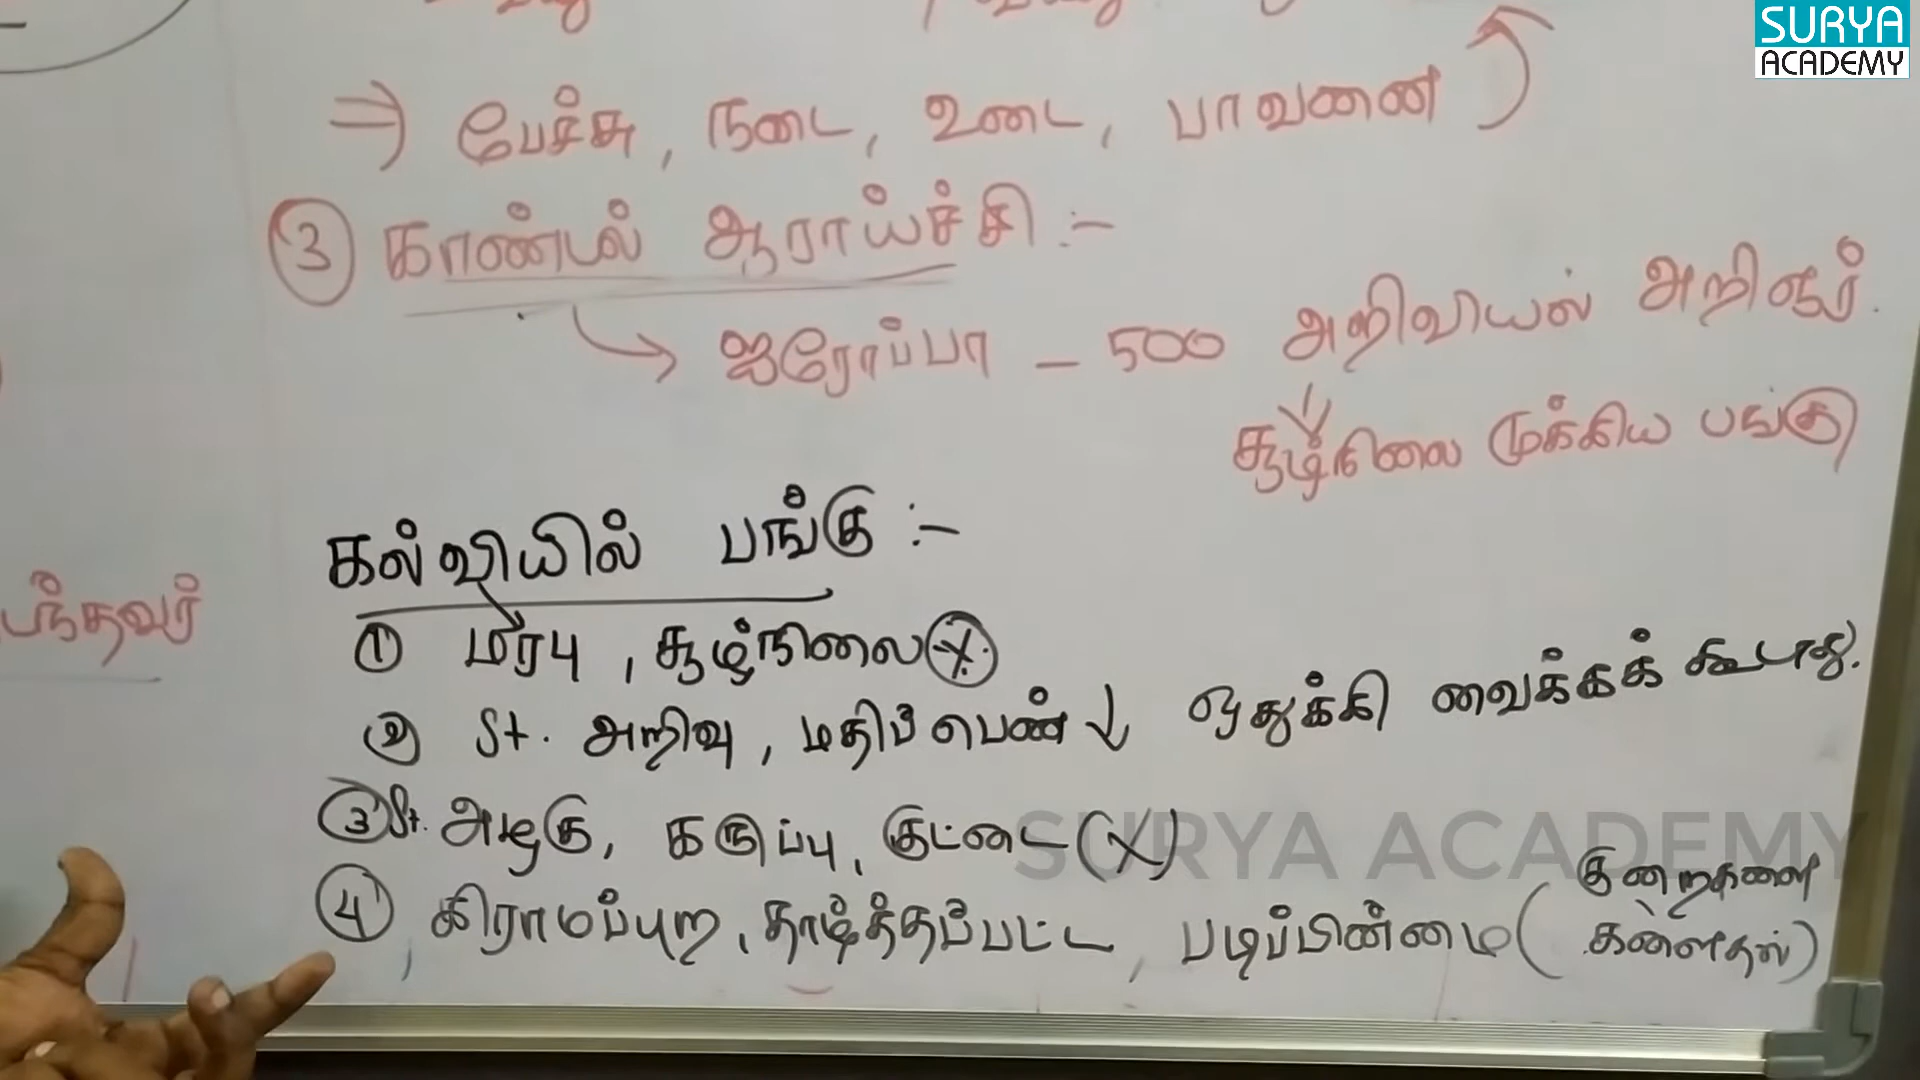 SURYA
ACADEMY
⇒ பேச்சு, நடை, உடை, பாவனை
③ காண்டல் ஆராய்ச்சி :-
→ ஐரோப்பா - 500 அறிவியல் அறிஞர்.
சூழ்நிலை முக்கிய பங்கு
கல்வியில் பங்கு :-
① மரபு, சூழ்நிலை X
② St. அறிவு, மதிப்பெண் ↓ ஒதுக்கி வைக்கக் கூடாது.
③ St. அழகு, கருப்பு, குட்டை (X)
④ கிராமப்புற, தாழ்த்தப்பட்ட, படிப்பின்மை (குறைகளை களைதல்)
SURYA ACADEMY